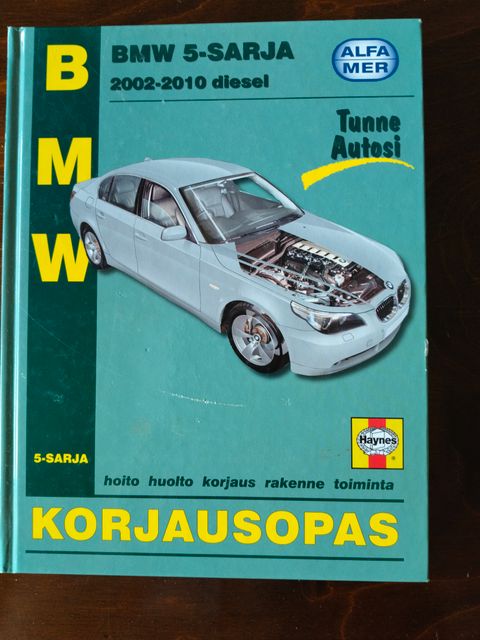 B
M
W
BMW 5-SARJA
2002-2010 diesel
ALFA
MER
Tunne
Autosi
Haynes
®
5-SARJA
hoito huolto korjaus rakenne toiminta
KORJAUSOPAS